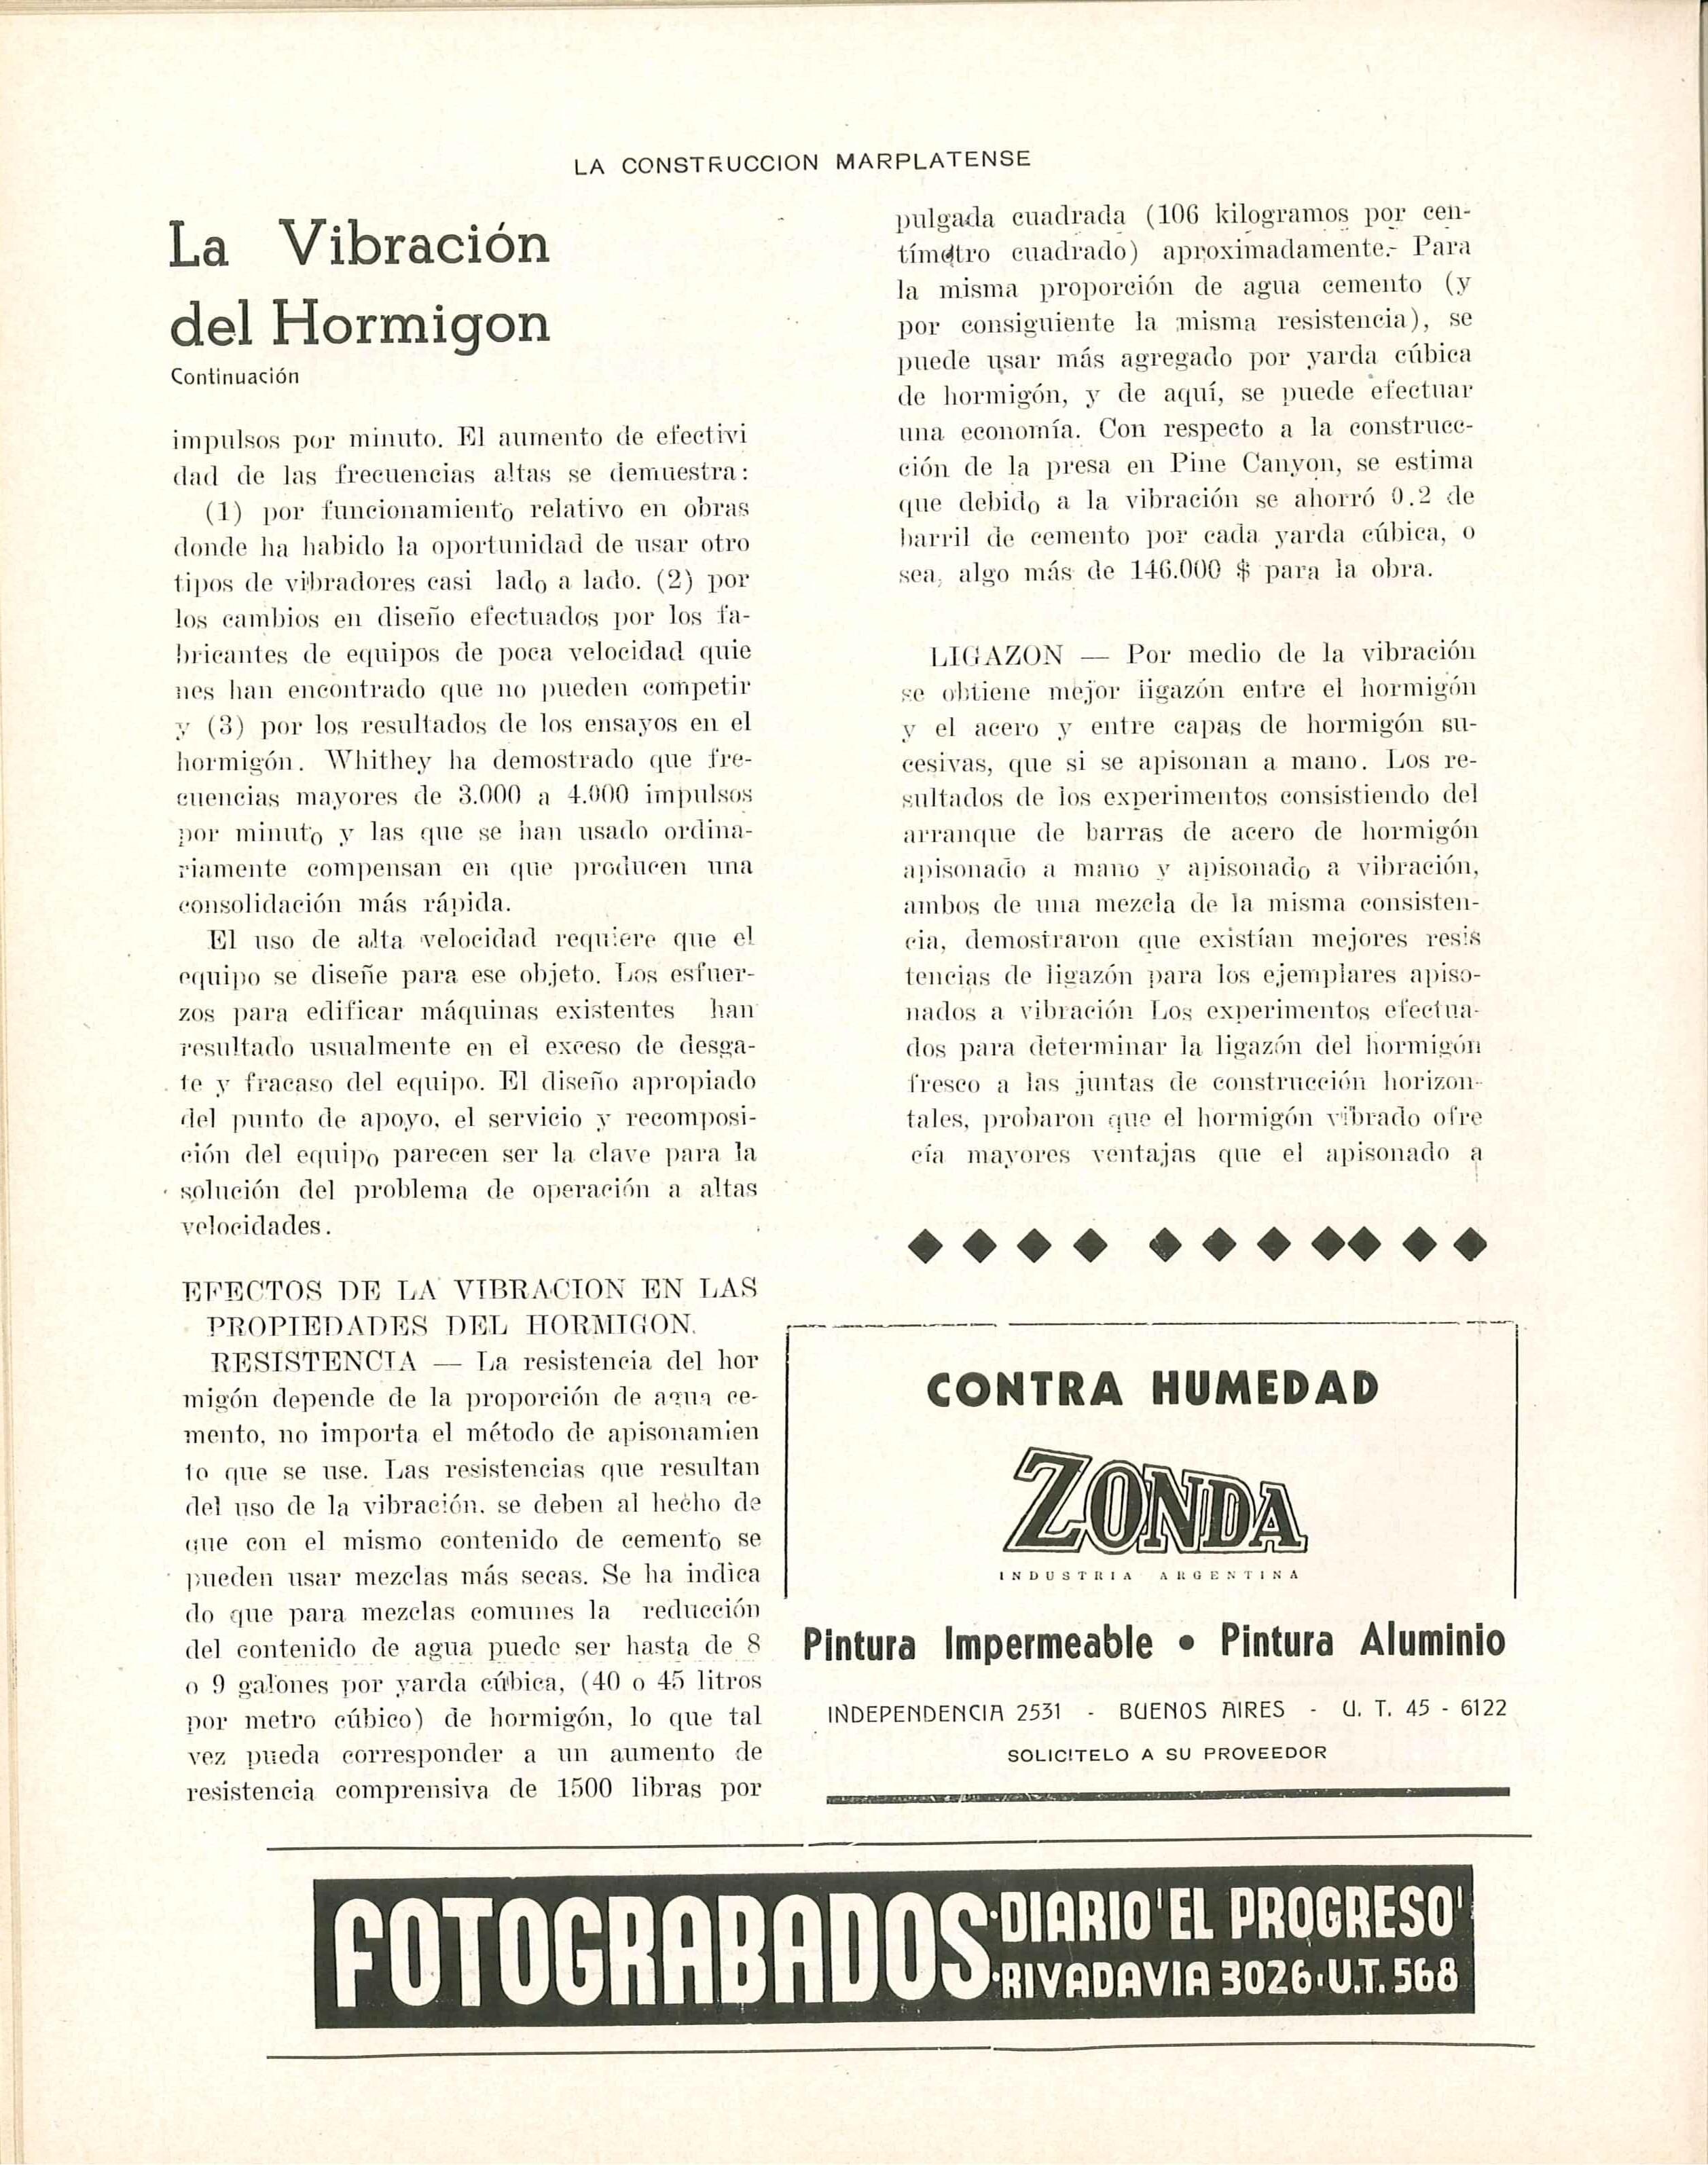 LA CONSTRUCCION MARPLATENSE
La Vibración
del Hormigon
Continuación
impulsos por minuto. El aumento de efectivi
dad de las frecuencias altas se demuestra:
(1) por funcionamiento relativo en obras
donde ha habido la oportunidad de usar otro
tipos de vibradores casi lado a lado. (2) por
los cambios en diseño efectuados por los fa-
bricantes de equipos de poca velocidad quie
nes han encontrado que no pueden competir
y (3) por los resultados de los ensayos en el
hormigón. Whithey ha demostrado que fre-
cuencias mayores de 3.000 a 4.000 impulsos
por minuto y las que se han usado ordina-
riamente compensan en que producen una
consolidación más rápida.
El uso de alta velocidad requiere que el
equipo se diseñe para ese objeto. Los esfuer-
zos para edificar máquinas existentes han
resultado usualmente en el exceso de desga-
te y fracaso del equipo. El diseño apropiado
del punto de apoyo, el servicio y recomposi-
ción del equipo parecen ser la clave para la
solución del problema de operación a altas
velocidades.
EFECTOS DE LA VIBRACION EN LAS
PROPIEDADES DEL HORMIGON.
RESISTENCIA — La resistencia del hor
migón depende de la proporción de agua ce-
mento, no importa el método de apisonamien
to que se use. Las resistencias que resultan
del uso de la vibración. se deben al hecho de
que con el mismo contenido de cemento se
pueden usar mezclas más secas. Se ha indica
do que para mezclas comunes la reducción
del contenido de agua puede ser hasta de 8
o 9 galones por yarda cúbica, (40 o 45 litros
por metro cúbico) de hormigón, lo que tal
vez pueda corresponder a un aumento de
resistencia comprensiva de 1500 libras por
pulgada cuadrada (106 kilogramos por cen-
tímetro cuadrado) aproximadamente.- Para
la misma proporción de agua cemento (y
por consiguiente la misma resistencia), se
puede usar más agregado por yarda cúbica
de hormigón, y de aquí, se puede efectuar
una economía. Con respecto a la construcc-
ción de la presa en Pine Canyon, se estima
que debido a la vibración se ahorró 0.2 de
barril de cemento por cada yarda cúbica, o
sea, algo más de 146.000 $ para la obra.
LIGAZON — Por medio de la vibración
se obtiene mejor ligazón entre el hormigón
y el acero y entre capas de hormigón su-
cesivas, que si se apisonan a mano. Los re-
sultados de los experimentos consistiendo del
arranque de barras de acero de hormigón
apisonado a mano y apisonado a vibración,
ambos de una mezcla de la misma consisten-
cia, demostraron que existían mejores resis
tencias de ligazón para los ejemplares apiso-
nados a vibración Los experimentos efectua-
dos para determinar la ligazón del hormigón
fresco a las juntas de construcción horizon-
tales, probaron que el hormigón vibrado ofre
cía mayores ventajas que el apisonado a
CONTRA HUMEDAD
ZONDA
INDUSTRIA ARGENTINA
Pintura Impermeable • Pintura Aluminio
INDEPENDENCIA 2531 - BUENOS AIRES - U. T. 45 - 6122
SOLICITELO A SU PROVEEDOR
FOTOGRABADOS·DIARIO 'EL PROGRESO'
·RIVADAVIA 3026·U.T. 568